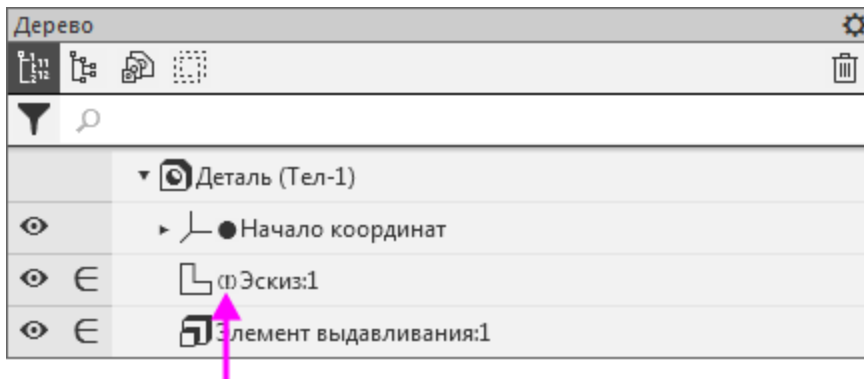 Дерево
Деталь (Тел-1)
Начало координат
(I) Эскиз:1
Элемент выдавливания:1